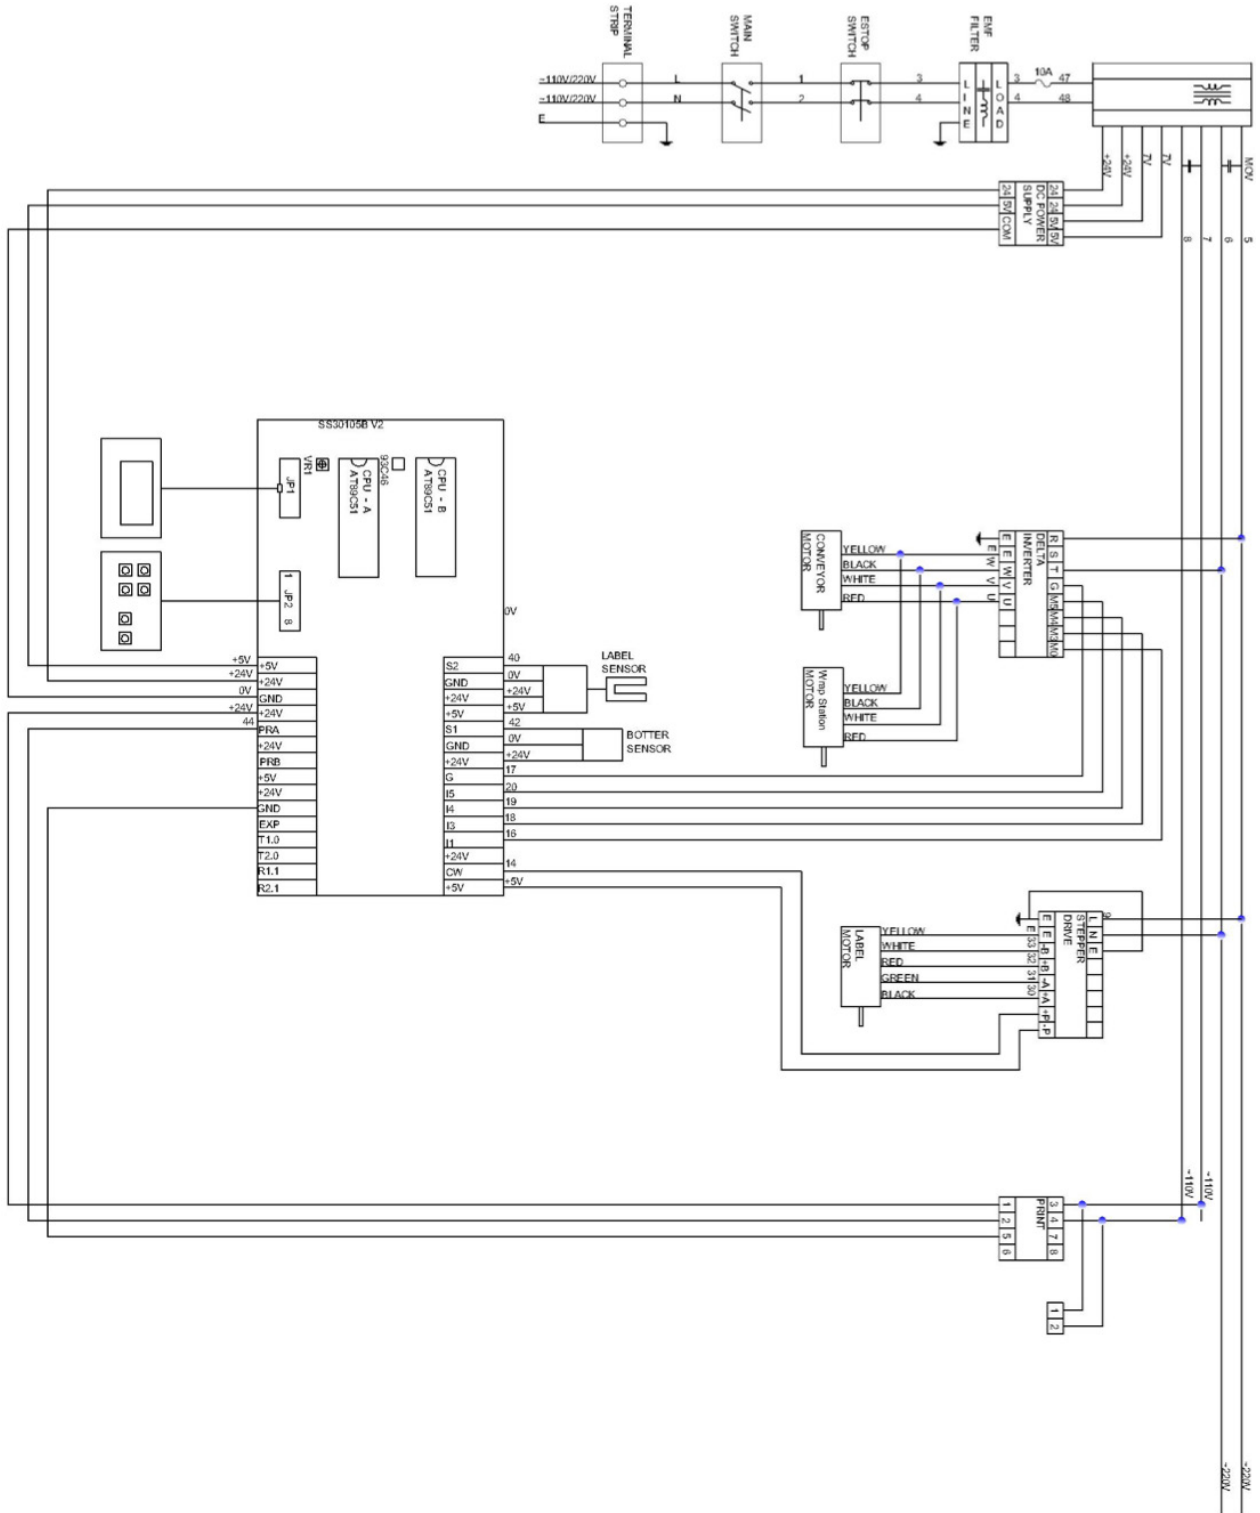 TERMINAL
STRIP
MAIN
SWITCH
ESTOP
SWITCH
EMF
FILTER
~110V/220V
L
1
3
LINE
LOAD
3
10A
47
~110V/220V
N
2
4
4
48
E
+24V
+24V
7V
7V
MOV
8
7
6
5
24
5V
COM
DC POWER
SUPPLY
24
24
5V
5V
SS30105B V2
JP1
VR1
CPU - A
AT89C51
93C46
CPU - B
AT89C51
1 JP2 8
0V
CONVEYOR
MOTOR
YELLOW
BLACK
WHITE
RED
E
W
V
U
E
E
W
V
U
DELTA
INVERTER
R
S
T
G
M5
M4
M3
M0
Wrap Station
MOTOR
YELLOW
BLACK
WHITE
RED
+5V
+24V
0V
+24V
44
+5V
+24V
GND
+24V
PRA
+24V
PRB
+5V
+24V
GND
EXP
T1.0
T2.0
R1.1
R2.1
S2
GND
+24V
+5V
S1
GND
+24V
G
I5
I4
I3
I1
+24V
CW
+5V
40
0V
+24V
+5V
42
0V
+24V
17
20
19
18
16
14
+5V
LABEL
SENSOR
BOTTER
SENSOR
LABEL
MOTOR
YELLOW
WHITE
RED
GREEN
BLACK
E
33
32
31
30
E
E
-B
+B
-A
+A
+P
-P
STEPPER
DRIVE
L
N
E
9
~110V
~110V
1
2
5
6
PRINT
3
4
7
8
1
2
~220V
~220V